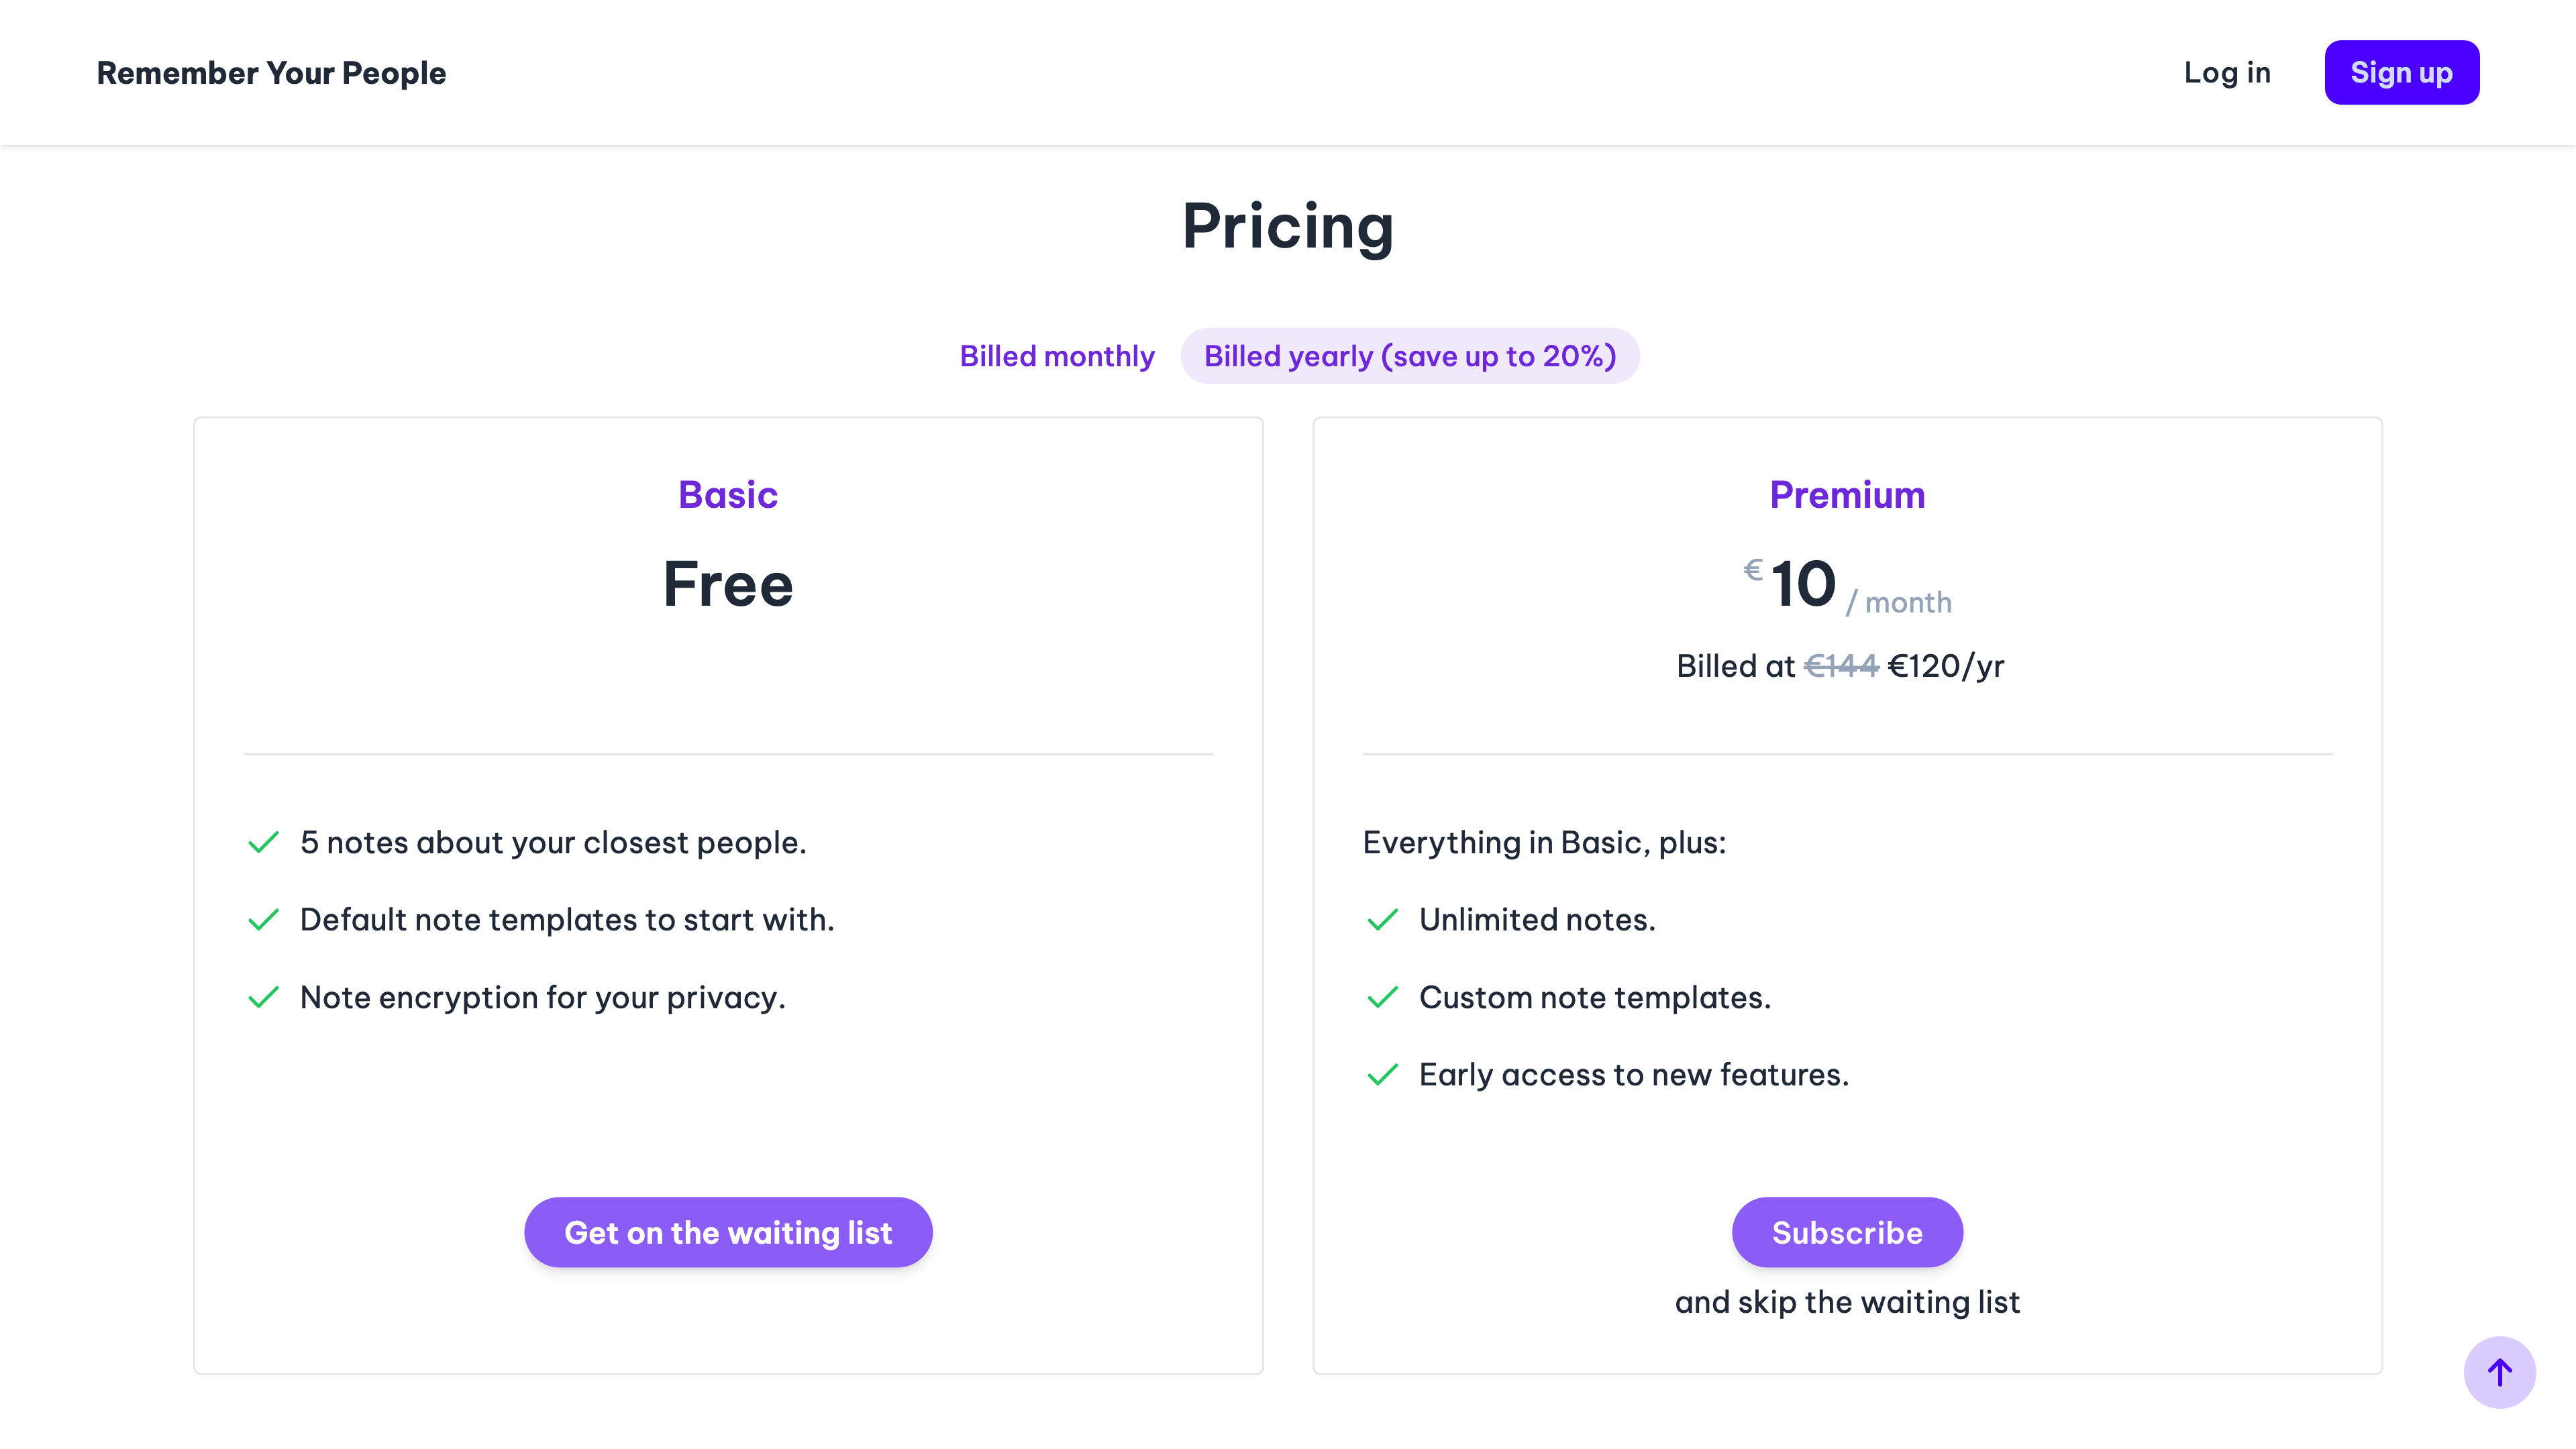 Remember Your People
Log in
Sign up
Pricing
Billed monthly
Billed yearly (save up to 20%)
Basic
Free
5 notes about your closest people.
Default note templates to start with.
Note encryption for your privacy.
Get on the waiting list
Premium
€10 / month
Billed at €144 €120/yr
Everything in Basic, plus:
Unlimited notes.
Custom note templates.
Early access to new features.
Subscribe
and skip the waiting list